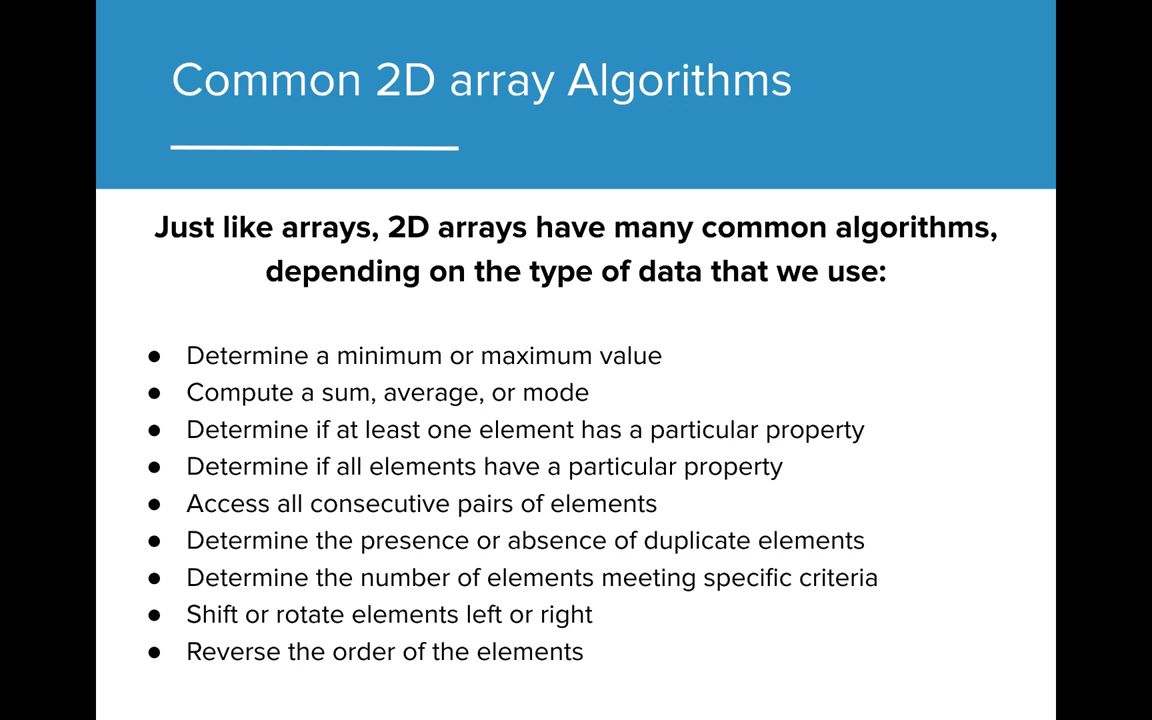 Common 2D array Algorithms
Just like arrays, 2D arrays have many common algorithms,
depending on the type of data that we use:
● Determine a minimum or maximum value
● Compute a sum, average, or mode
● Determine if at least one element has a particular property
● Determine if all elements have a particular property
● Access all consecutive pairs of elements
● Determine the presence or absence of duplicate elements
● Determine the number of elements meeting specific criteria
● Shift or rotate elements left or right
● Reverse the order of the elements